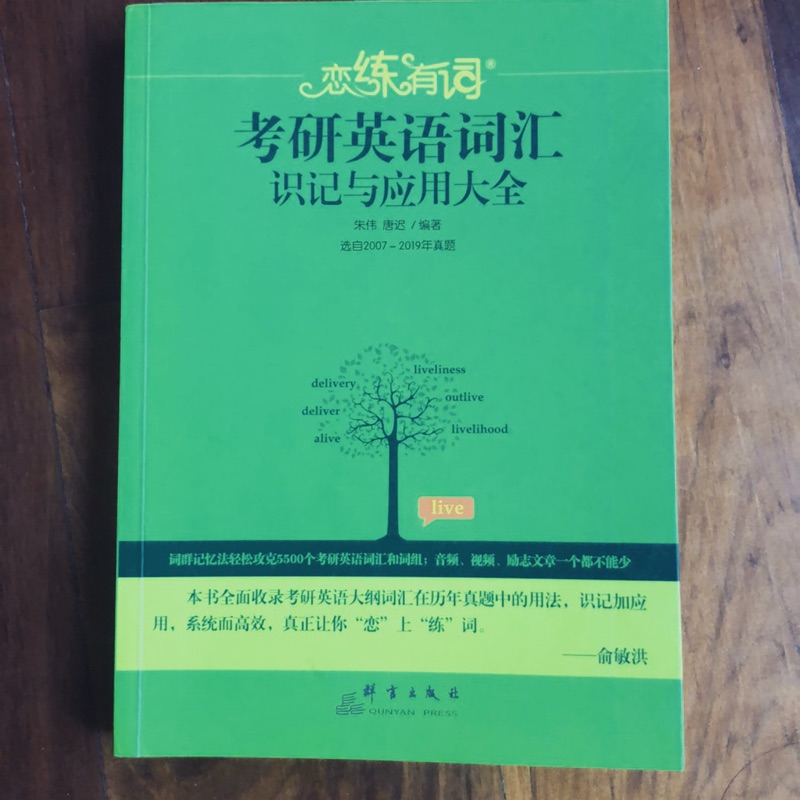 恋练有词®
考研英语词汇
识记与应用大全
朱伟 唐迟 / 编著
选自2007-2019年真题
liveliness
delivery
outlive
deliver
livelihood
alive
live
词群记忆法轻松攻克5500个考研英语词汇和词组；音频、视频、励志文章一个都不能少
本书全面收录考研英语大纲词汇在历年真题中的用法，识记加应
用，系统而高效，真正让你“恋”上“练”词。
——俞敏洪
群言出版社
QUNYAN PRESS